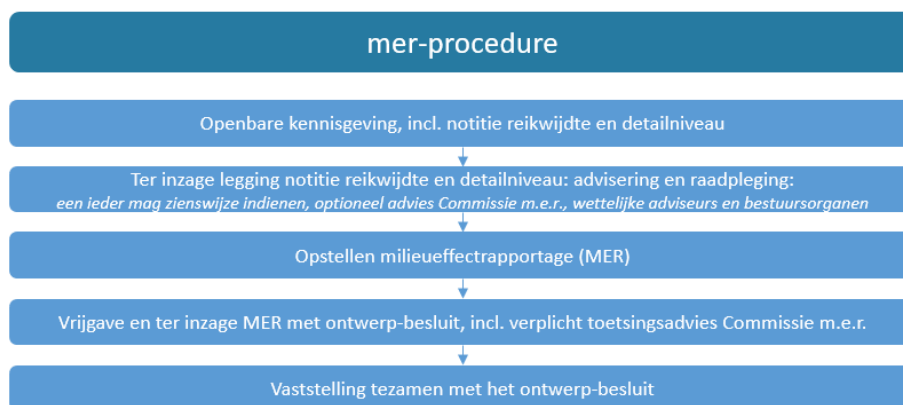 mer-procedure
Openbare kennisgeving, incl. notitie reikwijdte en detailniveau
Ter inzage legging notitie reikwijdte en detailniveau: advisering en raadpleging:
een ieder mag zienswijze indienen, optioneel advies Commissie m.e.r., wettelijke adviseurs en bestuursorganen
Opstellen milieueffectrapportage (MER)
Vrijgave en ter inzage MER met ontwerp-besluit, incl. verplicht toetsingsadvies Commissie m.e.r.
Vaststelling tezamen met het ontwerp-besluit